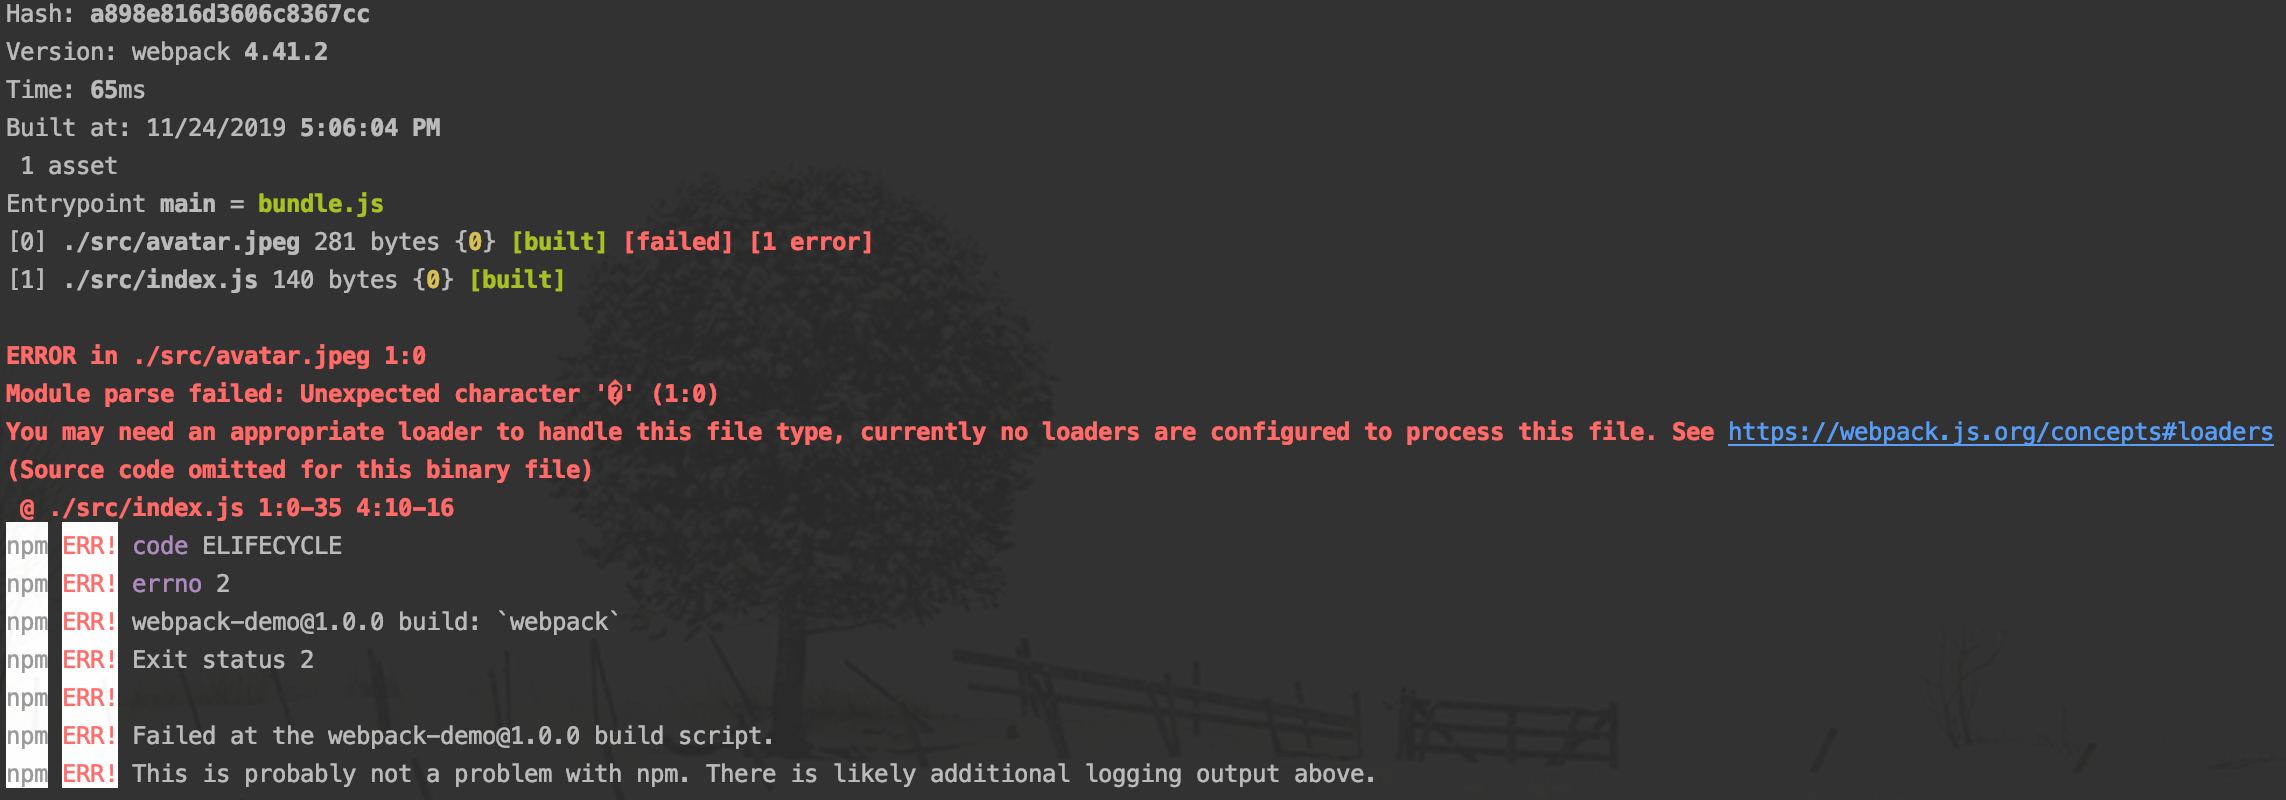 Hash: a898e816d3606c8367cc
Version: webpack 4.41.2
Time: 65ms
Built at: 11/24/2019 5:06:04 PM
 1 asset
Entrypoint main = bundle.js
[0] ./src/avatar.jpeg 281 bytes {0} [built] [failed] [1 error]
[1] ./src/index.js 140 bytes {0} [built]
ERROR in ./src/avatar.jpeg 1:0
Module parse failed: Unexpected character '�' (1:0)
You may need an appropriate loader to handle this file type, currently no loaders are configured to process this file. See https://webpack.js.org/concepts#loaders
(Source code omitted for this binary file)
 @ ./src/index.js 1:0-35 4:10-16
npm ERR! code ELIFECYCLE
npm ERR! errno 2
npm ERR! webpack-demo@1.0.0 build: `webpack`
npm ERR! Exit status 2
npm ERR!
npm ERR! Failed at the webpack-demo@1.0.0 build script.
npm ERR! This is probably not a problem with npm. There is likely additional logging output above.